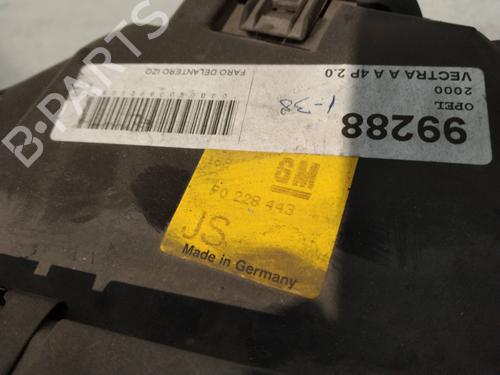 B-PARTS
99288
OPEL
2000
VECTRA A A 4P 2.0
1-38
FARO DELANTERO IZQ
GM
90 228 443
JS
Made in Germany